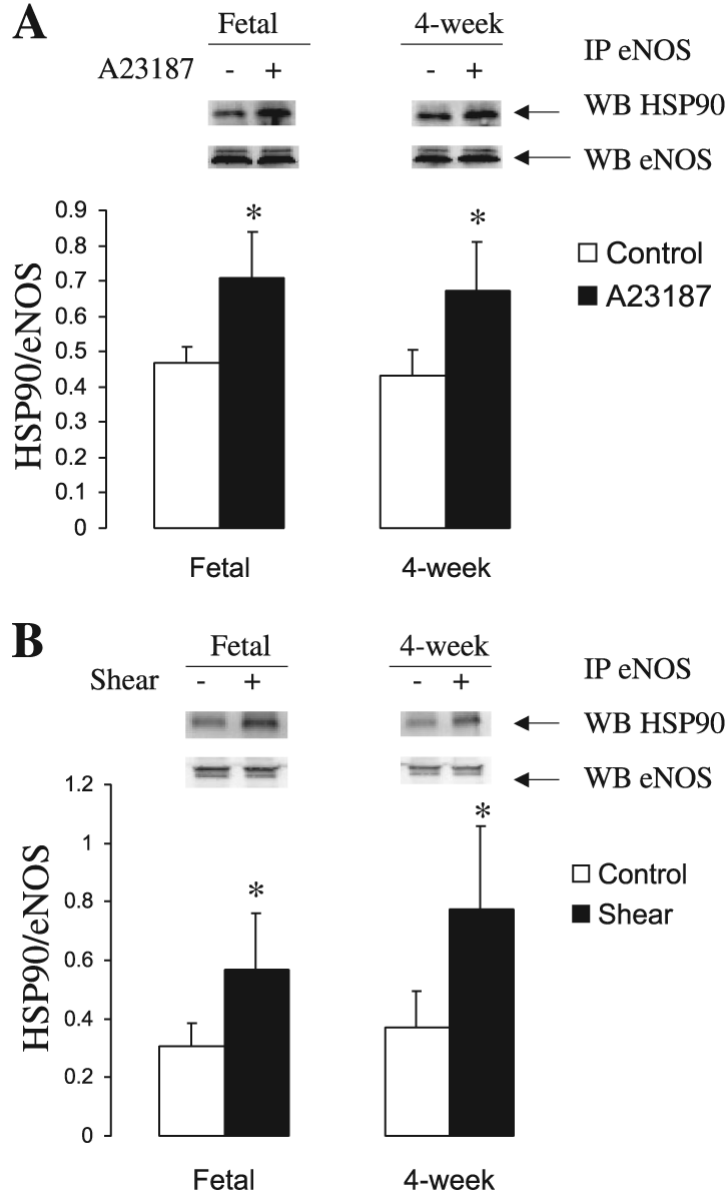 A
Fetal 4-week
A23187 - + - + IP eNOS
WB HSP90
WB eNOS
0.9
0.8
0.7
0.6
0.5
0.4
0.3
0.2
0.1
0
HSP90/eNOS
* *
Control
A23187
Fetal 4-week
B
Fetal 4-week
Shear - + - + IP eNOS
WB HSP90
WB eNOS
1.2
1
0.8
0.6
0.4
0.2
0
HSP90/eNOS
* *
Control
Shear
Fetal 4-week